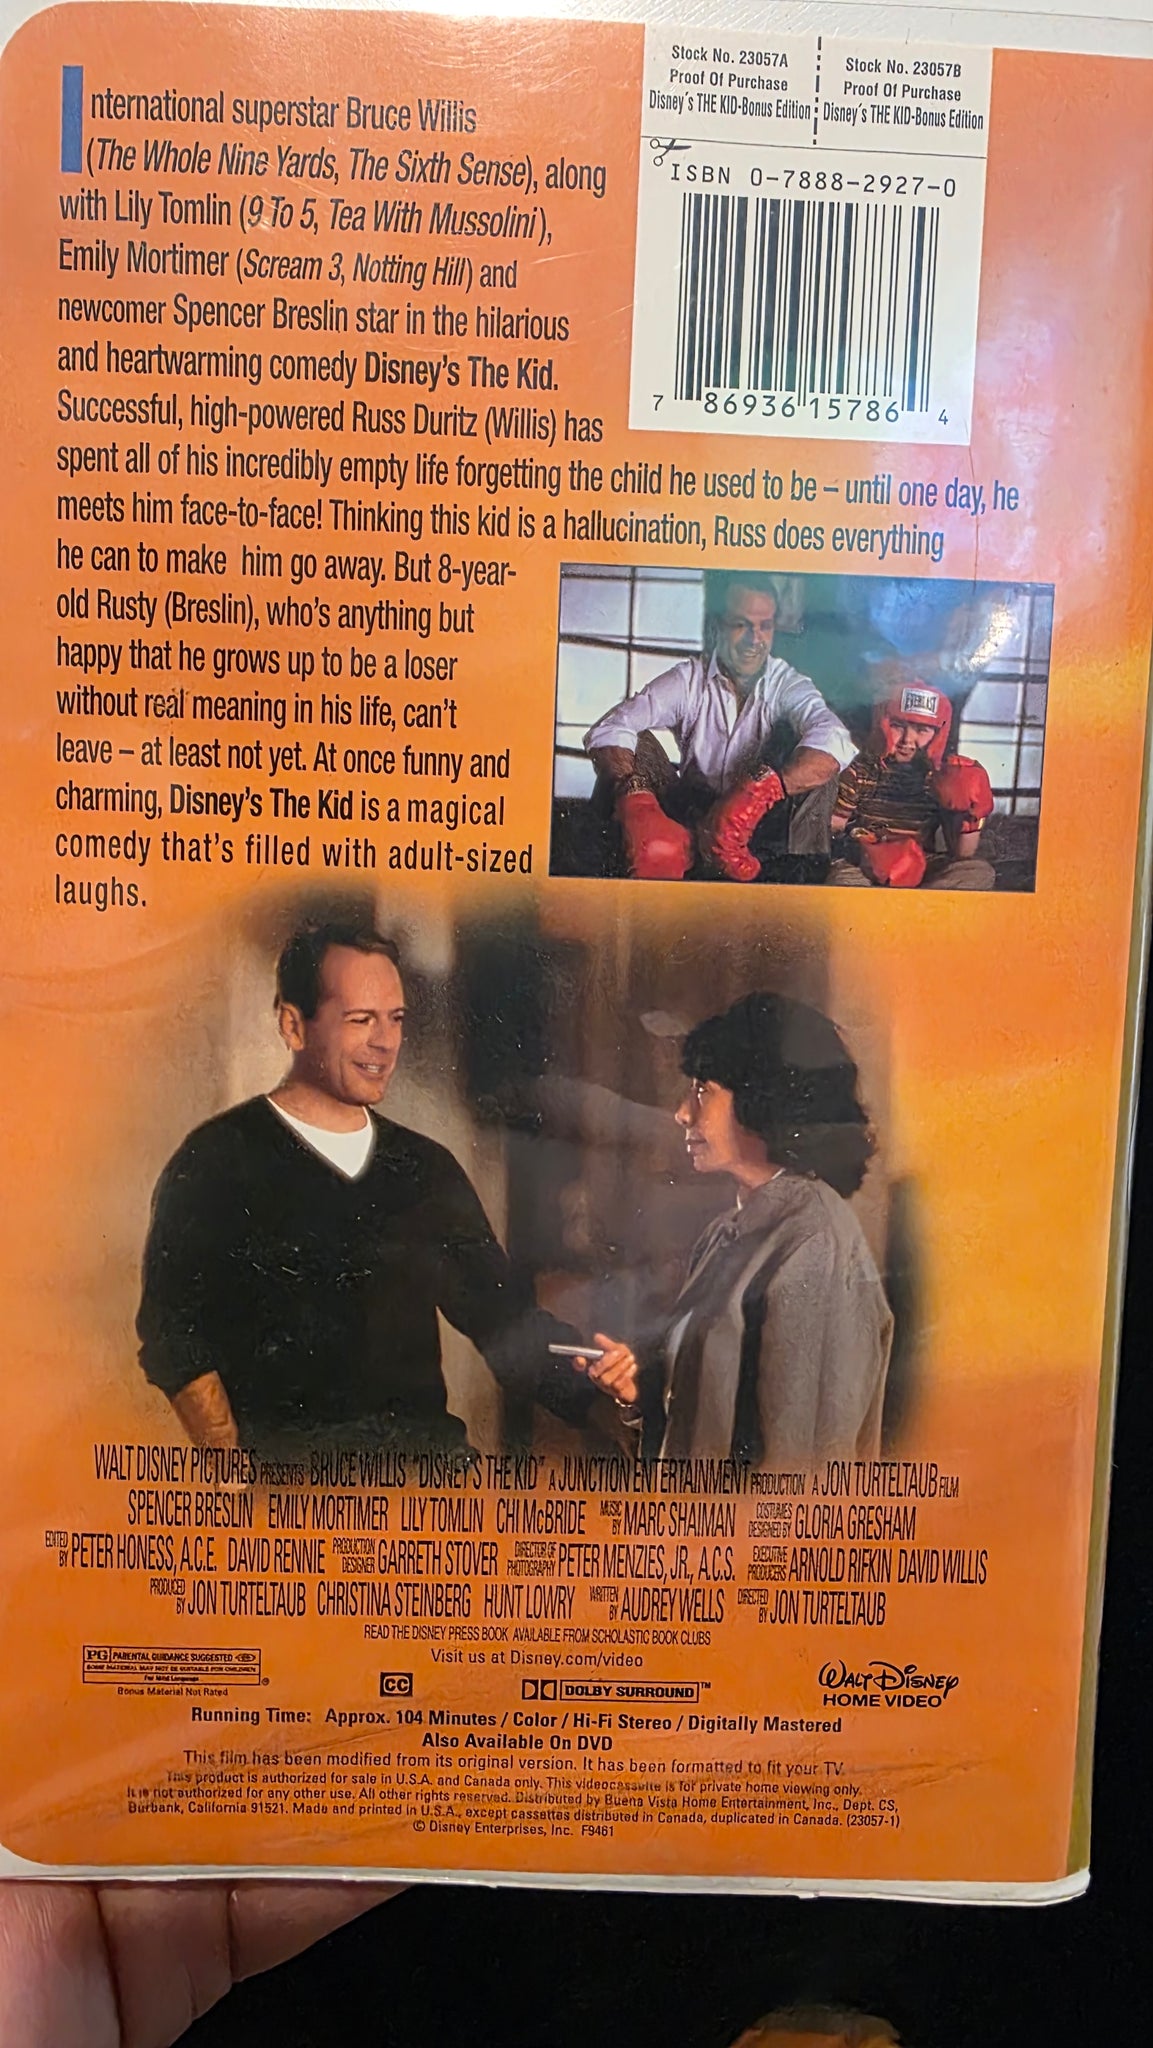 Stock No. 23057A
Proof Of Purchase
Disney's THE KID-Bonus Edition
Stock No. 23057B
Proof Of Purchase
Disney's THE KID-Bonus Edition
ISBN 0-7888-2927-0
7 86936 15786 4
International superstar Bruce Willis
(The Whole Nine Yards, The Sixth Sense), along
with Lily Tomlin (9 To 5, Tea With Mussolini),
Emily Mortimer (Scream 3, Notting Hill) and
newcomer Spencer Breslin star in the hilarious
and heartwarming comedy Disney's The Kid.
Successful, high-powered Russ Duritz (Willis) has
spent all of his incredibly empty life forgetting the child he used to be – until one day, he
meets him face-to-face! Thinking this kid is a hallucination, Russ does everything
he can to make him go away. But 8-year-
old Rusty (Breslin), who's anything but
happy that he grows up to be a loser
without real meaning in his life, can't
leave – at least not yet. At once funny and
charming, Disney's The Kid is a magical
comedy that's filled with adult-sized
laughs.
EVERLAST
WALT DISNEY PICTURES PRESENTS BRUCE WILLIS "DISNEY'S THE KID" A JUNCTION ENTERTAINMENT PRODUCTION A JON TURTELTAUB FILM
SPENCER BRESLIN EMILY MORTIMER LILY TOMLIN CHI McBRIDE MUSIC BY MARC SHAIMAN COSTUMES DESIGNED BY GLORIA GRESHAM
EDITED BY PETER HONESS, A.C.E. DAVID RENNIE PRODUCTION DESIGNER GARRETH STOVER DIRECTOR OF PHOTOGRAPHY PETER MENZIES, JR., A.C.S. EXECUTIVE PRODUCERS ARNOLD RIFKIN DAVID WILLIS
PRODUCED BY JON TURTELTAUB CHRISTINA STEINBERG HUNT LOWRY WRITTEN BY AUDREY WELLS DIRECTED BY JON TURTELTAUB
READ THE DISNEY PRESS BOOK AVAILABLE FROM SCHOLASTIC BOOK CLUBS
Visit us at Disney.com/video
PG PARENTAL GUIDANCE SUGGESTED
SOME MATERIAL MAY NOT BE SUITABLE FOR CHILDREN
For Mild Language
®
Bonus Material Not Rated
CC
DOLBY SURROUND™
WALT DISNEY
HOME VIDEO
Running Time: Approx. 104 Minutes / Color / Hi-Fi Stereo / Digitally Mastered
Also Available On DVD
This film has been modified from its original version. It has been formatted to fit your TV.
This product is authorized for sale in U.S.A. and Canada only. This videocassette is for private home viewing only.
It is not authorized for any other use. All other rights reserved. Distributed by Buena Vista Home Entertainment, Inc., Dept. CS,
Burbank, California 91521. Made and printed in U.S.A., except cassettes distributed in Canada, duplicated in Canada. (23057-1)
© Disney Enterprises, Inc. F9461